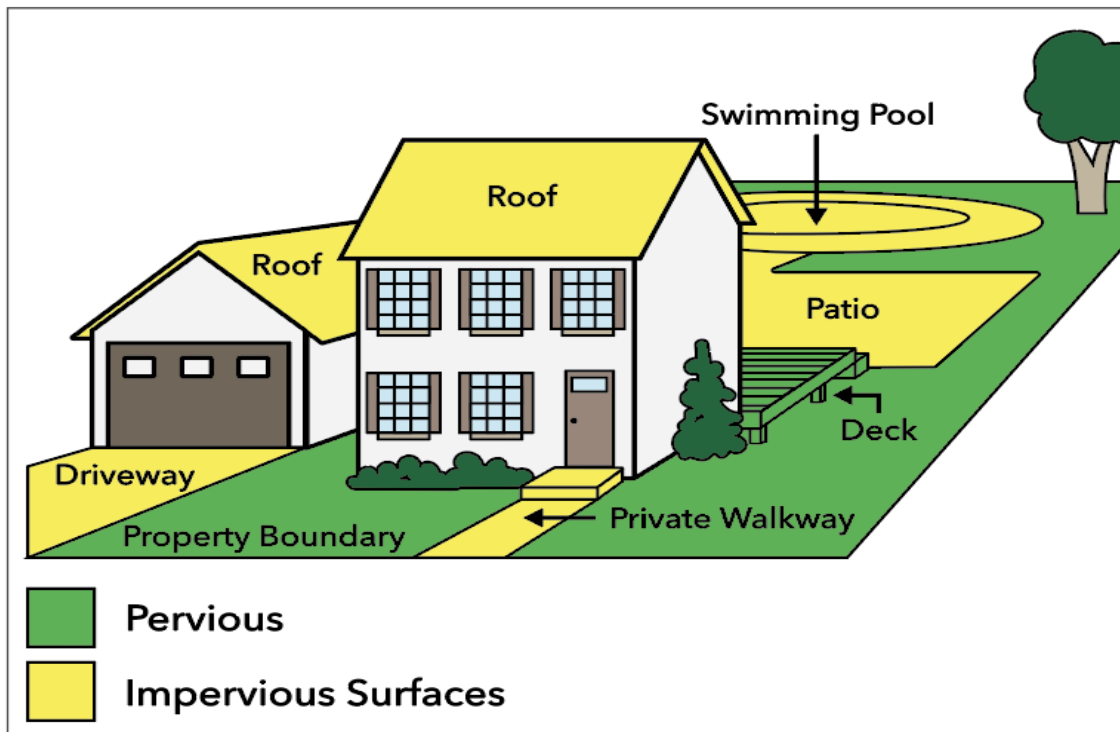 Swimming Pool
Roof
Roof
Patio
Deck
Driveway
Private Walkway
Property Boundary
Pervious
Impervious Surfaces